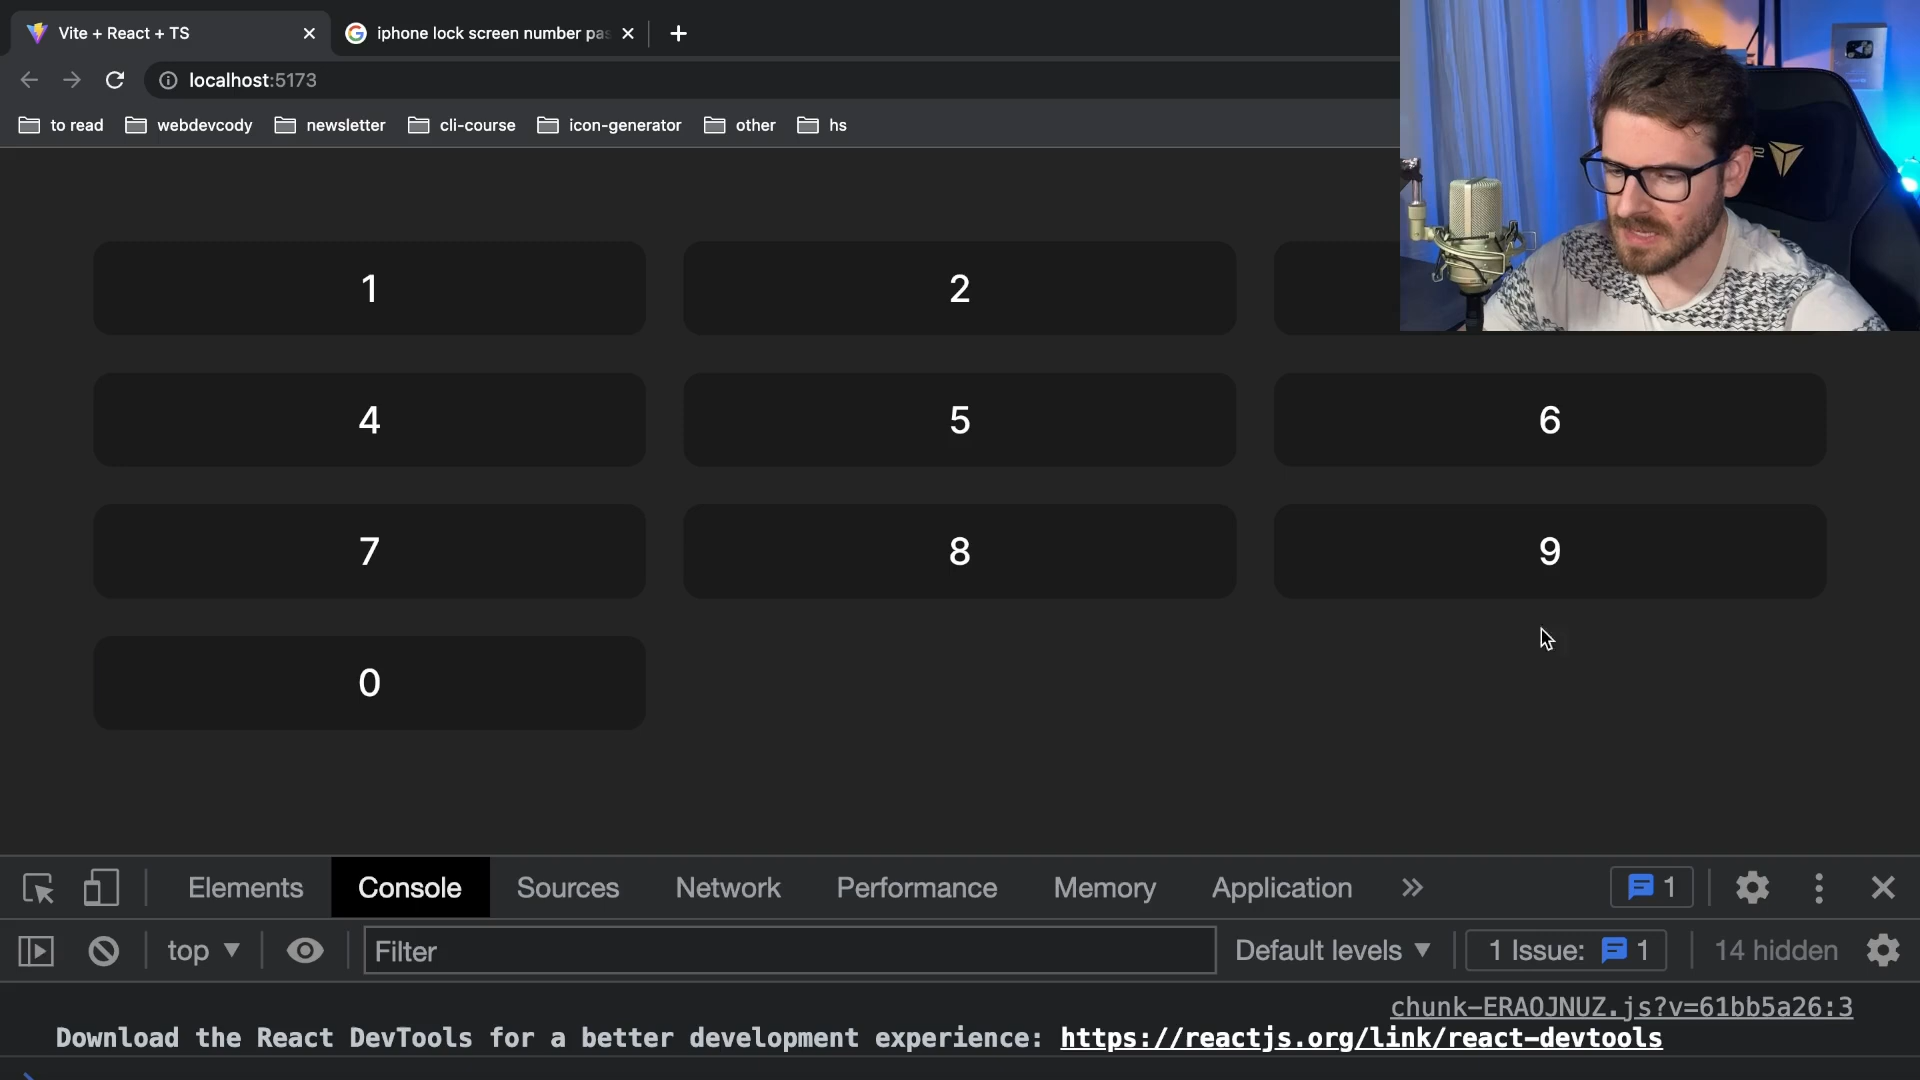 Vite + React + TS
iphone lock screen number pas
localhost:5173
to read
webdevcody
newsletter
cli-course
icon-generator
other
hs
1
2
4
5
6
7
8
9
0
Elements
Console
Sources
Network
Performance
Memory
Application
1
top
Filter
Default levels
1 Issue: 1
14 hidden
chunk-ERAOJNUZ.js?v=61bb5a26:3
Download the React DevTools for a better development experience: https://reactjs.org/link/react-devtools